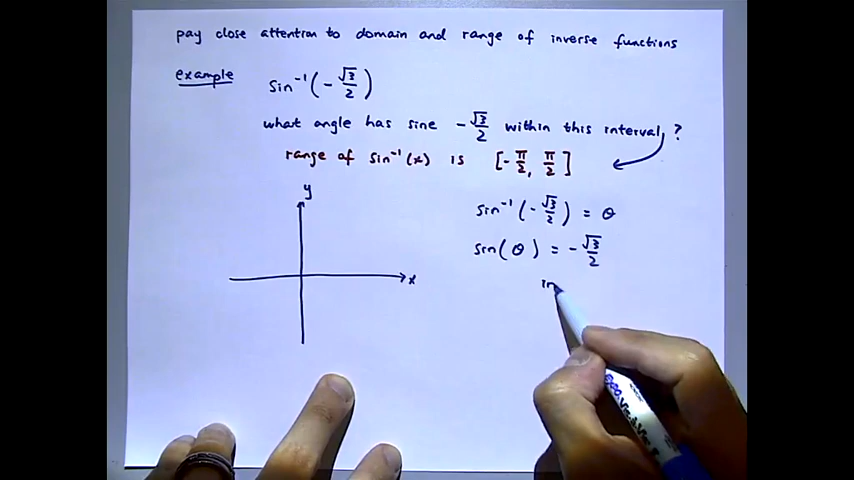 pay close attention to domain and range of inverse functions
example sin⁻¹(-√3/2)
what angle has sine -√3/2 within this interval ?
range of sin⁻¹(x) is [-π/2, π/2]
y
sin⁻¹(-√3/2) = θ
sin(θ) = -√3/2
x
in